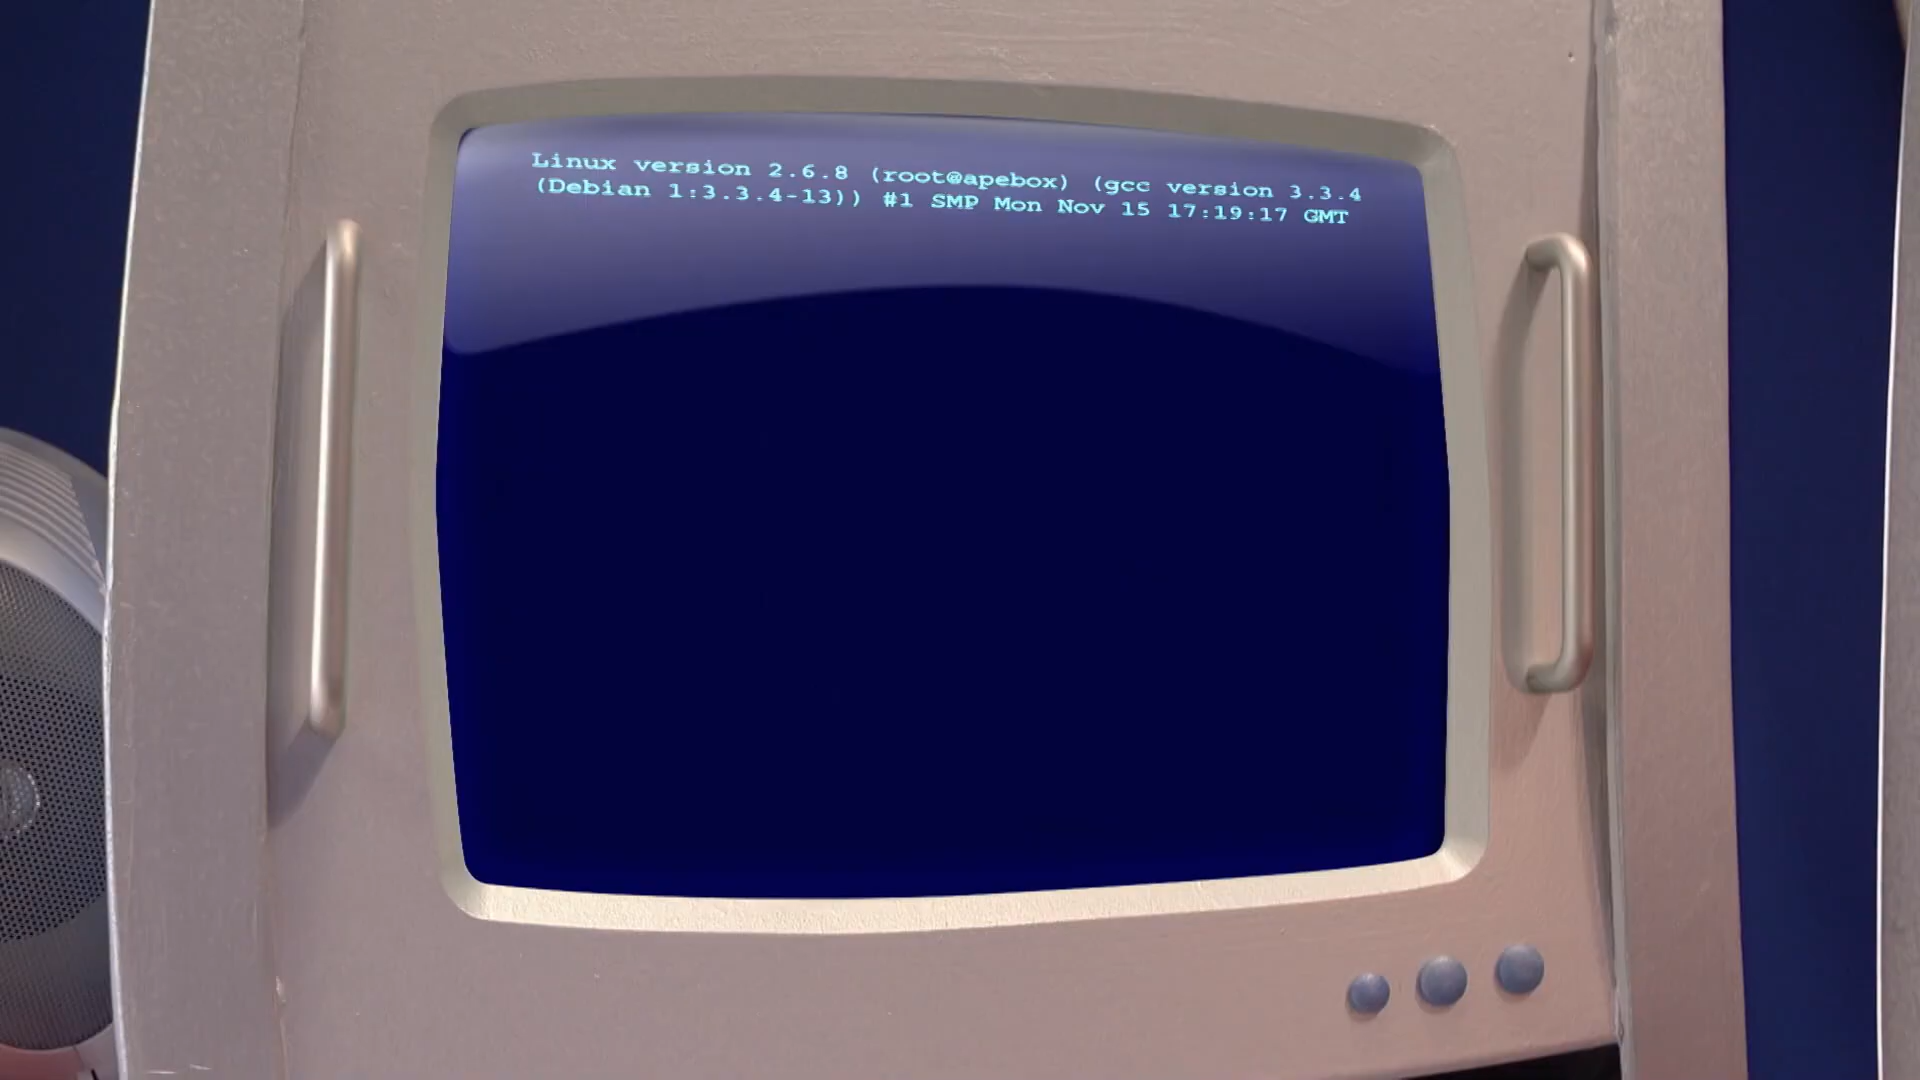 Linux version 2.6.8 (root@apebox) (gcc version 3.3.4
(Debian 1:3.3.4-13)) #1 SMP Mon Nov 15 17:19:17 GMT